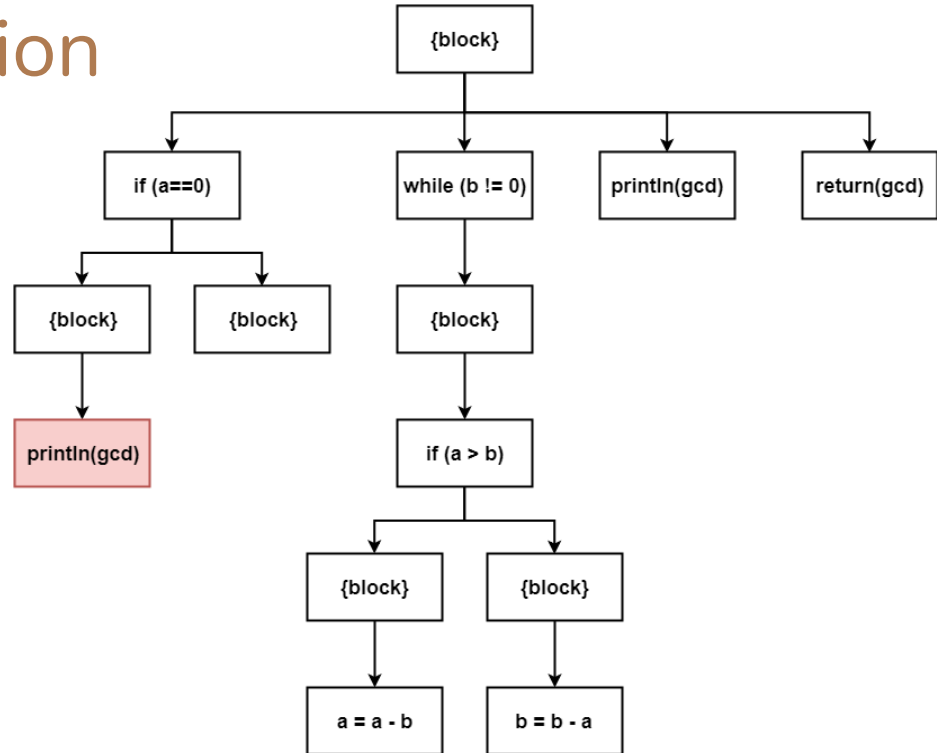 ion
{block}
if (a==0)
while (b != 0)
println(gcd)
return(gcd)
{block}
{block}
{block}
println(gcd)
if (a > b)
{block}
{block}
a = a - b
b = b - a